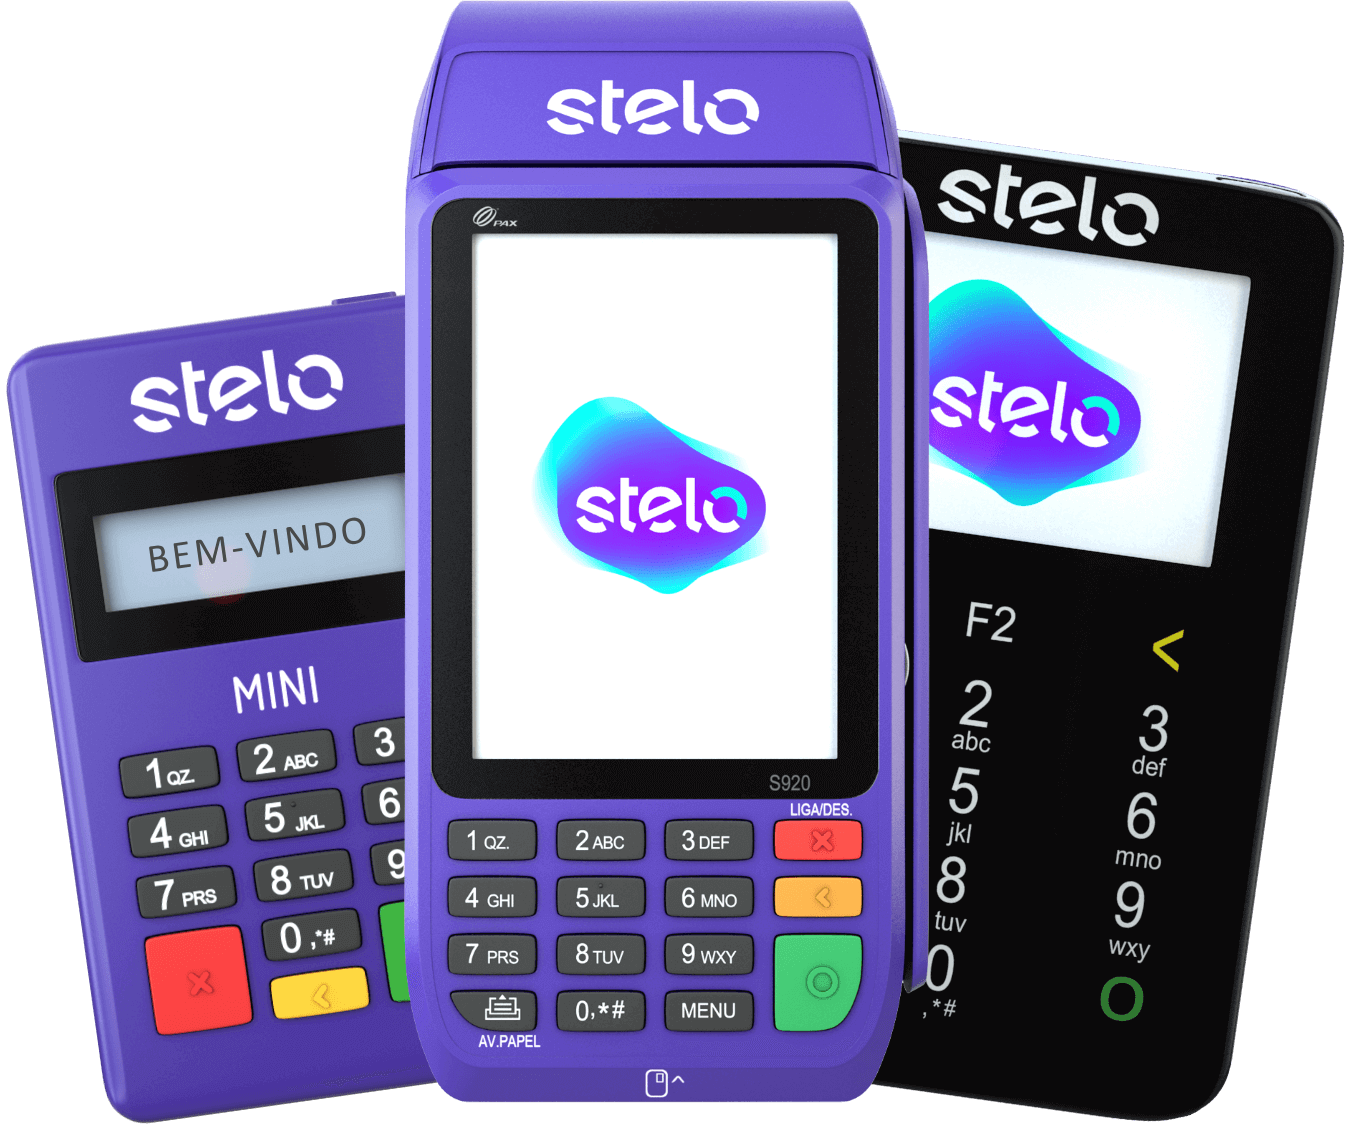 stelo
BEM-VINDO
MINI
1 QZ.
2 ABC
3
4 GHI
5 JKL
6
7 PRS
8 TUV
9
0 ,*#
stelo
PAX
stelo
S920
LIGA/DES.
1 QZ.
2 ABC
3 DEF
4 GHI
5 JKL
6 MNO
7 PRS
8 TUV
9 WXY
0,*#
MENU
AV.PAPEL
stelo
stelo
F2
<
2
abc
3
def
5
jkl
6
mno
8
tuv
9
wxy
0
,*#
O